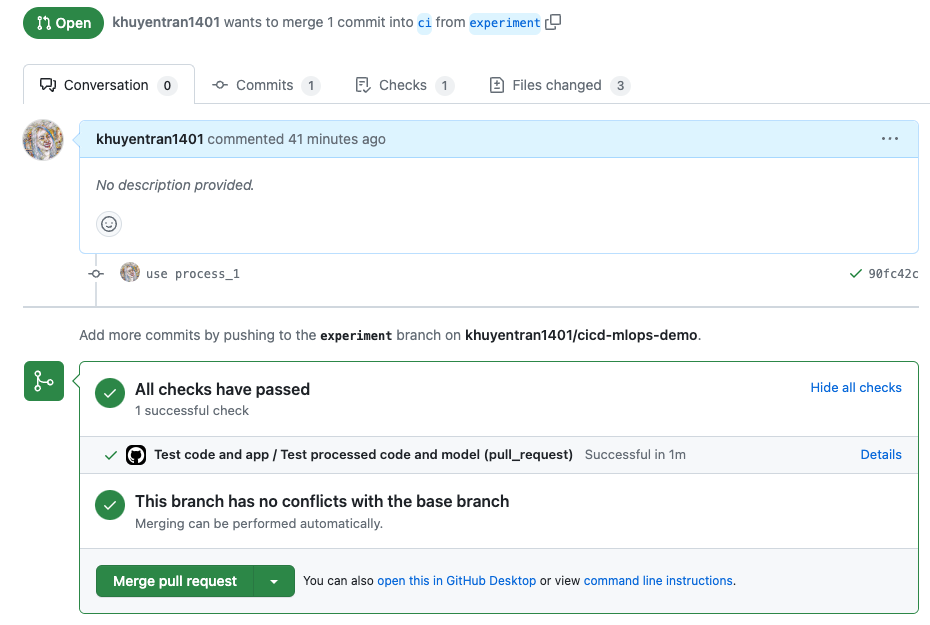 Open khuyentran1401 wants to merge 1 commit into ci from experiment
Conversation 0 Commits 1 Checks 1 Files changed 3
khuyentran1401 commented 41 minutes ago ...
No description provided.
use process_1 90fc42c
Add more commits by pushing to the experiment branch on khuyentran1401/cicd-mlops-demo.
All checks have passed Hide all checks
1 successful check
Test code and app / Test processed code and model (pull_request) Successful in 1m Details
This branch has no conflicts with the base branch
Merging can be performed automatically.
Merge pull request You can also open this in GitHub Desktop or view command line instructions.